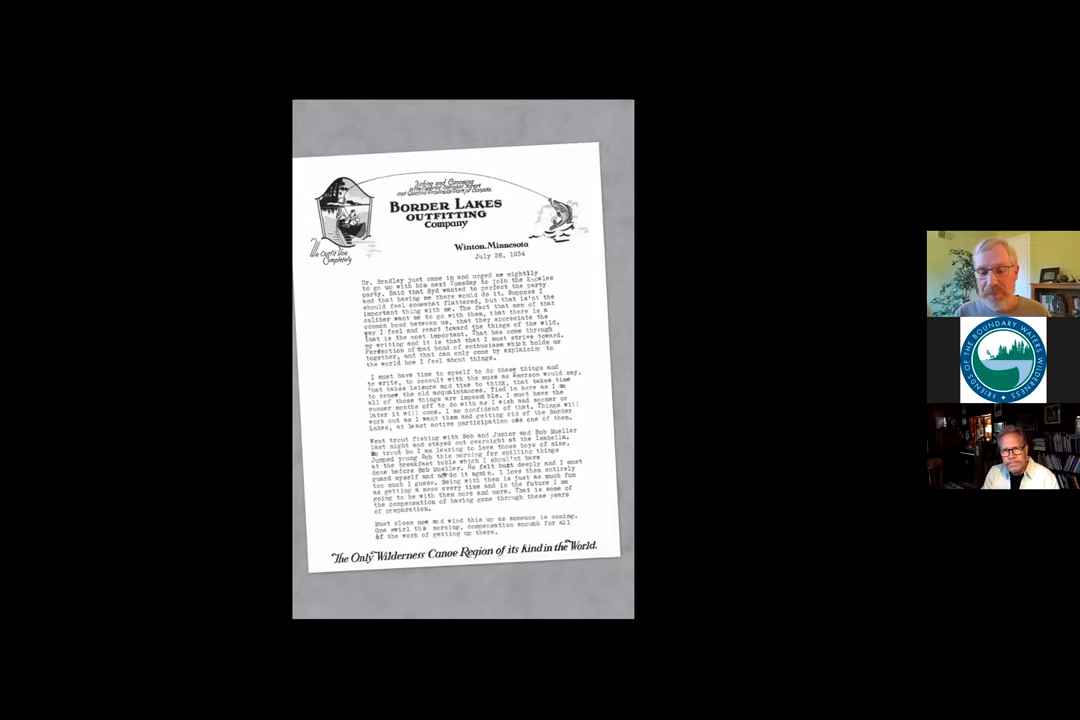 Fishing and Canoeing
in the Superior National Forest
and Quetico Provincial Park of Canada.
BORDER LAKES
OUTFITTING
Company
We Outfit You
Completely
Winton, Minnesota
July 26, 1934
Dr. Bradley just came in and urged me mightily
to go up with him next Tuesday to join the Knowles
party. Said that Syd wanted to perfect the party
and that having me there would do it. Suppose I
should feel somewhat flattered, but that is'nt the
important thing with me. The fact that men of that
caliber want me to go with them, that there is a
common bond between us, that they appreciate the
way I feel and react toward the things of the wild.
that is the most important. That has come through
my writing and it is that that I must strive toward.
Perfection of that bond of enthusiasm which holds us
together, and that can only come by explaining to
the world how I feel about things.
I must have time to myself to do these things and
to write, to consult with the muse as Emerson would say.
That takes leisure and time to think, that takes time
to renew the old acquaintances. Tied in here as I am
all of those things are impossible. I must have the
summer months off to do with as I wish and sooner or
later it will come. I am confident of that. Things will
work out as I want them and getting rid of the Border
Lakes, at least active participation is one of them.
Went trout fishing with Bob and Junior and Bob Mueller
last night and stayed out overnight at the Isabella.
No trout bu I am learing to love those boys of mine.
Jumped young Bob this morning for spilling things
at the breakfast table which I shoul'nt have
done before Bob Mueller. He felt hurt deeply and I must
guard myself and not do it again. I love them entirely
too much I guess. Being with them is just as much fun
as getting a mess every time and in the future I am
going to be with them more and more. That is some of
the compensation of having gone through these years
of preparation.
Must close now and wind this up as someone is coming.
One swirl this morning, compensation enough for all
of the work of getting up there.
The Only Wilderness Canoe Region of its Kind in the World.
FRIENDS OF THE BOUNDARY WATERS WILDERNESS